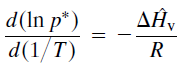 d(ln p*)/d(1/T) = − ΔĤᵥ/R